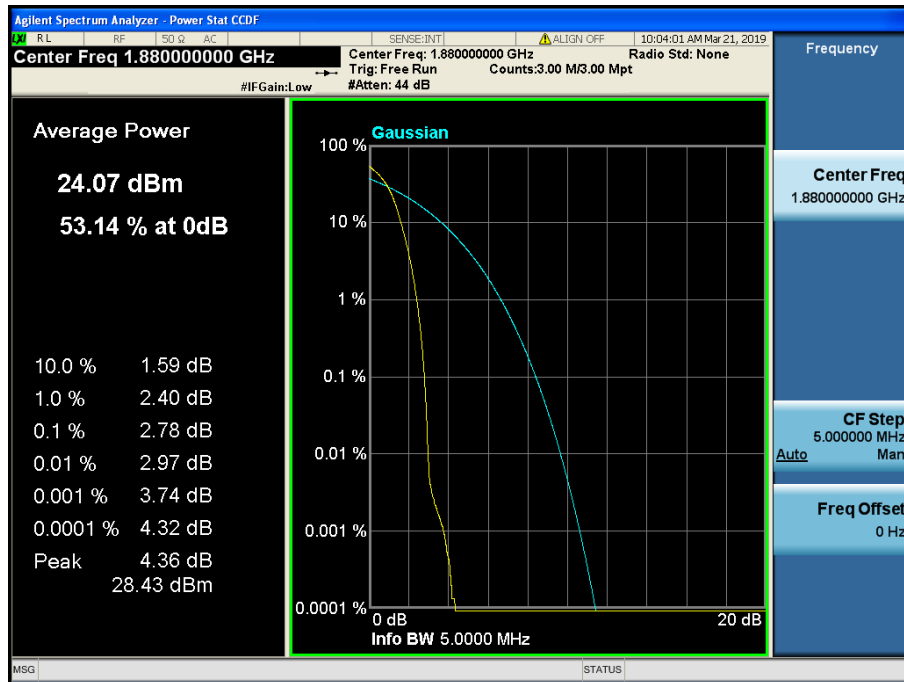 Agilent Spectrum Analyzer - Power Stat CCDF
LXI RL RF 50 Ω AC SENSE:INT ALIGN OFF 10:04:01 AM Mar 21, 2019
Center Freq 1.880000000 GHz
Center Freq: 1.880000000 GHz Radio Std: None
Trig: Free Run Counts:3.00 M/3.00 Mpt
#IFGain:Low #Atten: 44 dB
Frequency
Average Power
24.07 dBm
53.14 % at 0dB
10.0 % 1.59 dB
1.0 % 2.40 dB
0.1 % 2.78 dB
0.01 % 2.97 dB
0.001 % 3.74 dB
0.0001 % 4.32 dB
Peak 4.36 dB
28.43 dBm
Gaussian
100 %
10 %
1 %
0.1 %
0.01 %
0.001 %
0.0001 %
0 dB 20 dB
Info BW 5.0000 MHz
Center Freq
1.880000000 GHz
CF Step
5.000000 MHz
Auto Man
Freq Offset
0 Hz
MSG STATUS